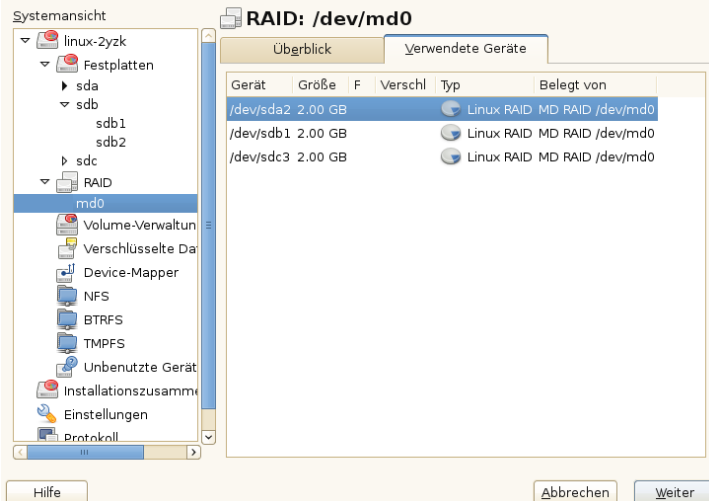 Systemansicht
linux-2yzk
Festplatten
sda
sdb
sdb1
sdb2
sdc
RAID
md0
Volume-Verwaltun
Verschlüsselte Da
Device-Mapper
NFS
BTRFS
TMPFS
Unbenutzte Gerät
Installationszusamme
Einstellungen
Protokoll
RAID: /dev/md0
Überblick Verwendete Geräte
Gerät Größe F Verschl Typ Belegt von
/dev/sda2 2.00 GB Linux RAID MD RAID /dev/md0
/dev/sdb1 2.00 GB Linux RAID MD RAID /dev/md0
/dev/sdc3 2.00 GB Linux RAID MD RAID /dev/md0
Hilfe Abbrechen Weiter